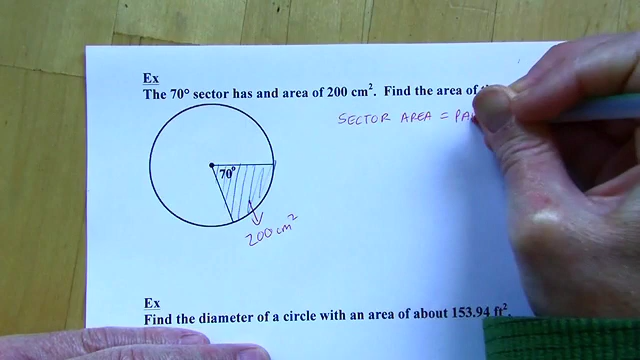 Ex
The 70° sector has and area of 200 cm². Find the area of
SECTOR AREA =
70°
200 cm²
Ex
Find the diameter of a circle with an area of about 153.94 ft².